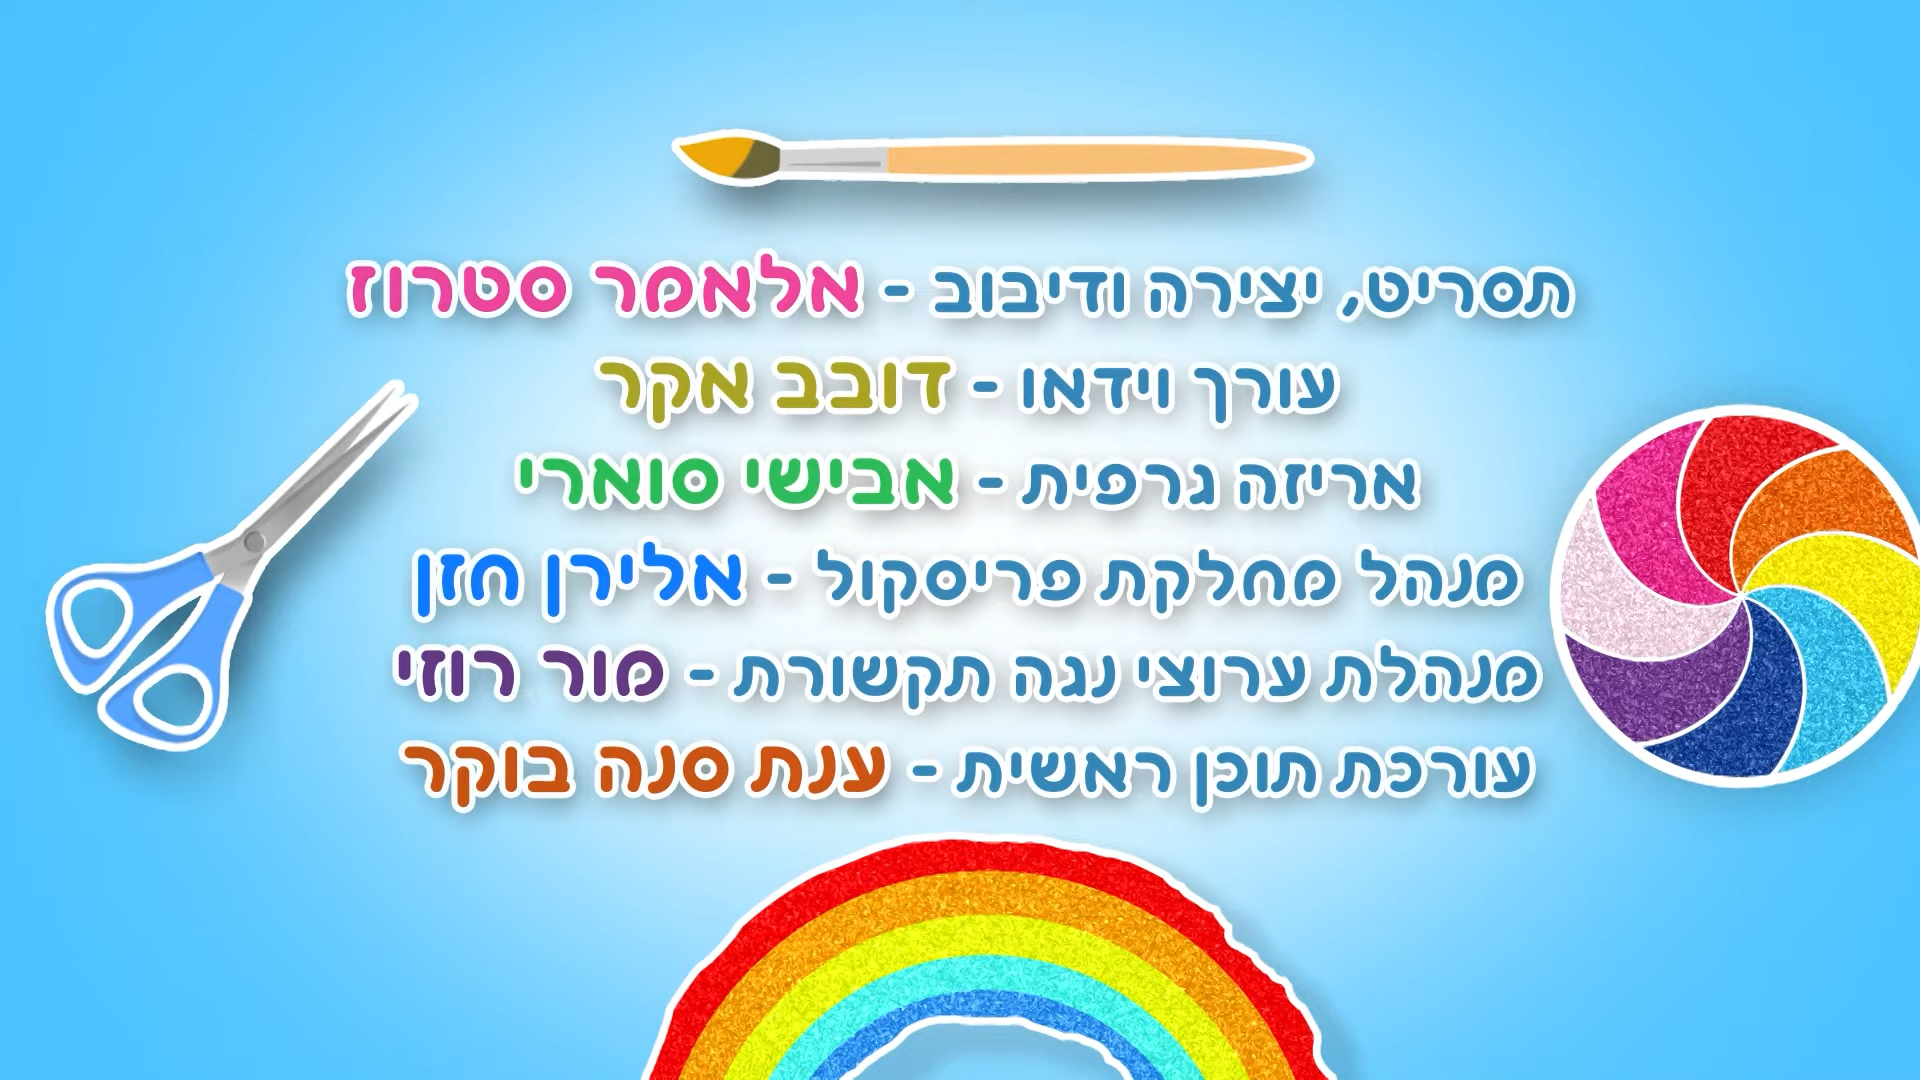 תסריט, יצירה ודיבוב - אלאמר סטרוז
עורך וידאו - דובב אקר
אריזה גרפית - אבישי סוארי
מנהל מחלקת פריסקול - אלירן חזן
מנהלת ערוצי נגה תקשורת - מור רוזי
עורכת תוכן ראשית - ענת סנה בוקר